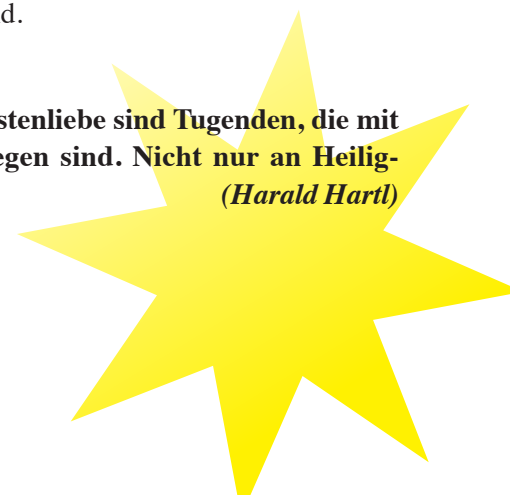 d.
stenliebe sind Tugenden, die mit
egen sind. Nicht nur an Heilig-
(Harald Hartl)